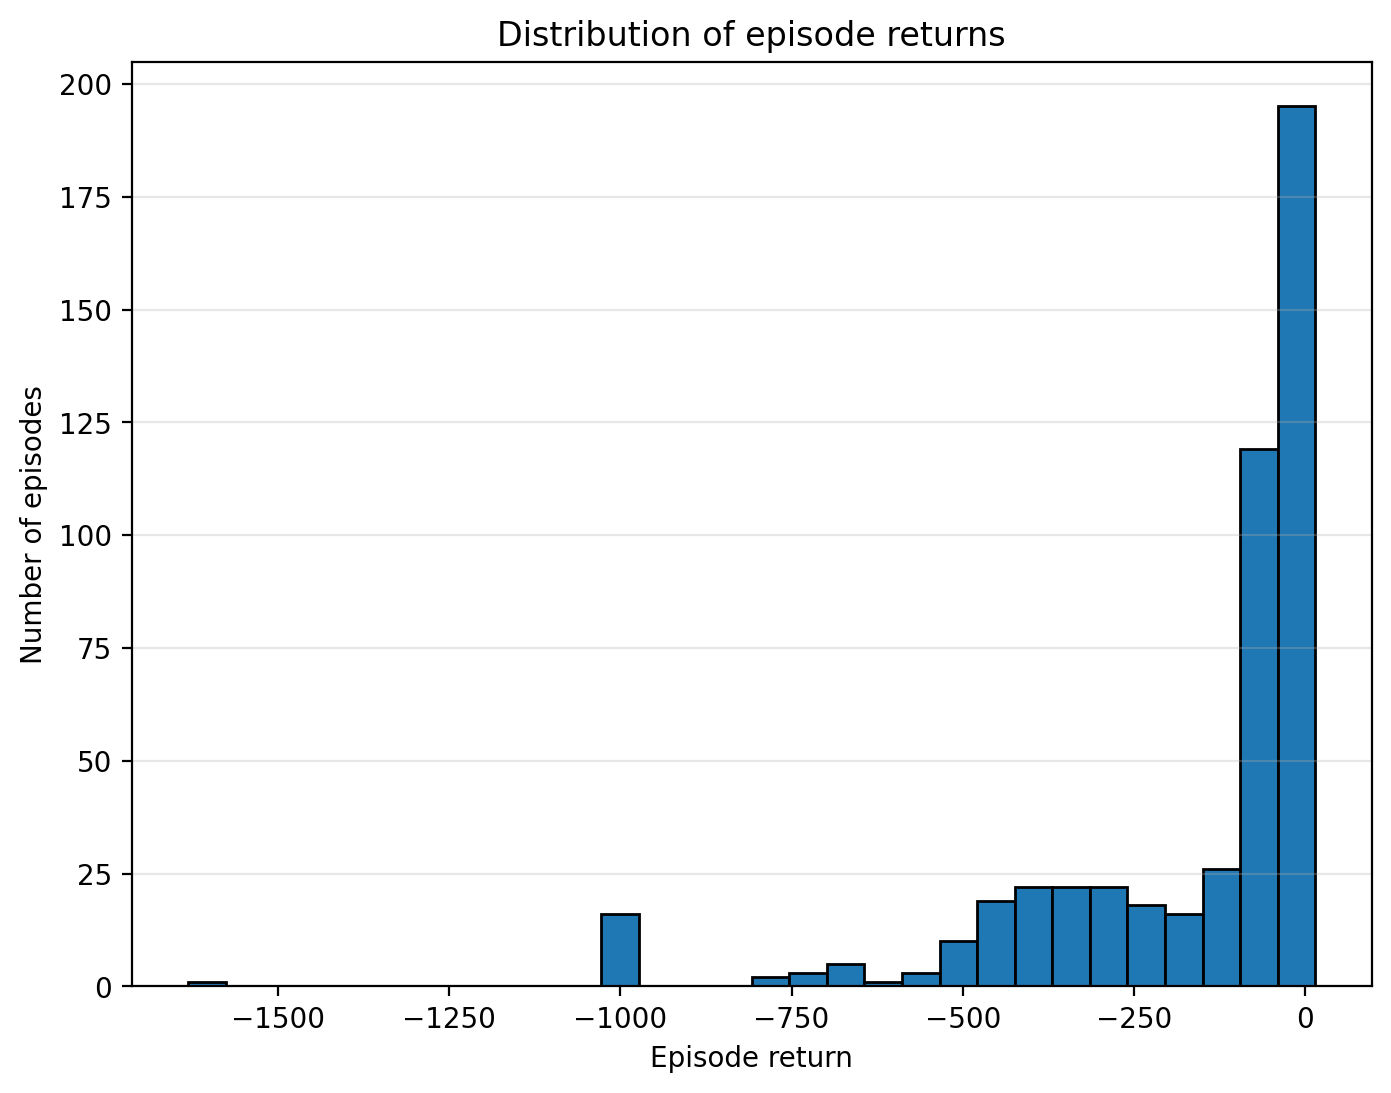 Distribution of episode returns
200
175
150
125
100
75
50
25
0
Number of episodes
−1500 −1250 −1000 −750 −500 −250 0
Episode return